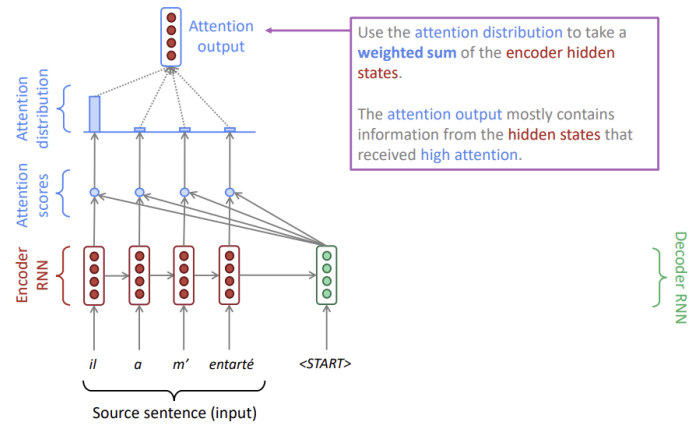 Attention
output
Use the attention distribution to take a
weighted sum of the encoder hidden
states.
The attention output mostly contains
information from the hidden states that
received high attention.
Attention
distribution
Attention
scores
Encoder
RNN
Decoder RNN
il a m’ entarté <START>
Source sentence (input)